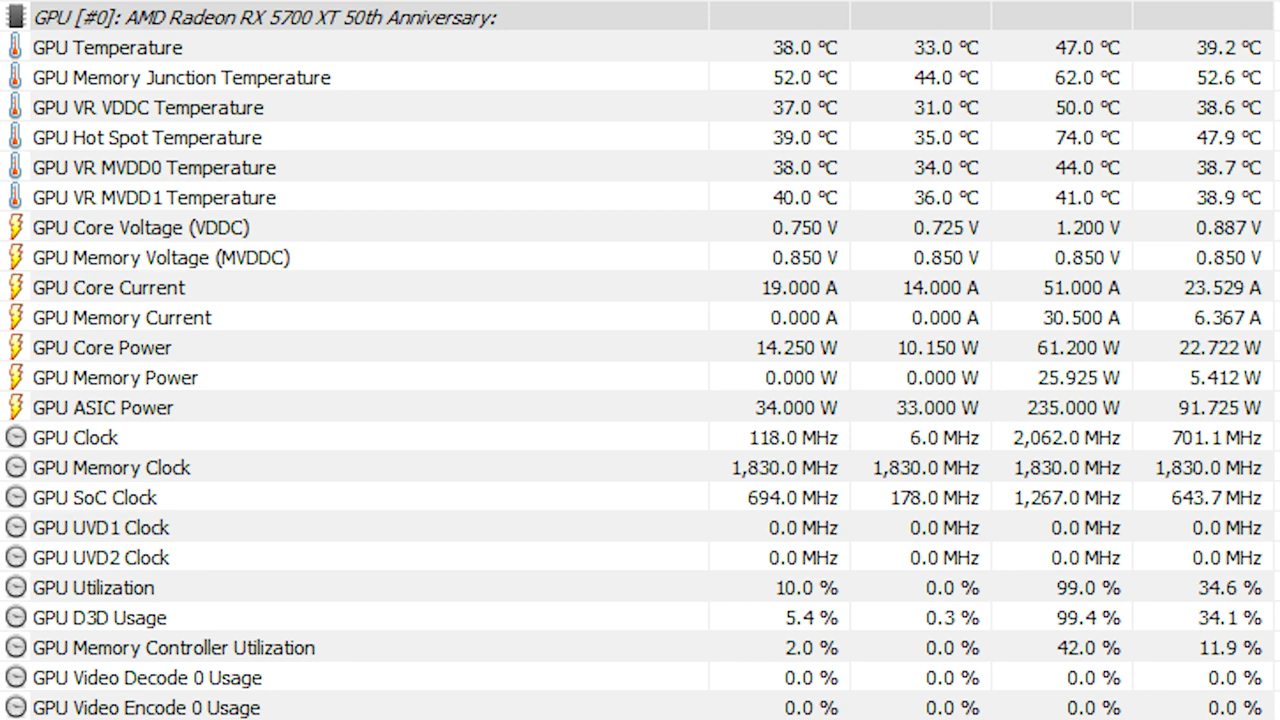 GPU [#0]: AMD Radeon RX 5700 XT 50th Anniversary:
GPU Temperature 38.0 ℃ 33.0 ℃ 47.0 ℃ 39.2 ℃
GPU Memory Junction Temperature 52.0 ℃ 44.0 ℃ 62.0 ℃ 52.6 ℃
GPU VR VDDC Temperature 37.0 ℃ 31.0 ℃ 50.0 ℃ 38.6 ℃
GPU Hot Spot Temperature 39.0 ℃ 35.0 ℃ 74.0 ℃ 47.9 ℃
GPU VR MVDD0 Temperature 38.0 ℃ 34.0 ℃ 44.0 ℃ 38.7 ℃
GPU VR MVDD1 Temperature 40.0 ℃ 36.0 ℃ 41.0 ℃ 38.9 ℃
GPU Core Voltage (VDDC) 0.750 V 0.725 V 1.200 V 0.887 V
GPU Memory Voltage (MVDDC) 0.850 V 0.850 V 0.850 V 0.850 V
GPU Core Current 19.000 A 14.000 A 51.000 A 23.529 A
GPU Memory Current 0.000 A 0.000 A 30.500 A 6.367 A
GPU Core Power 14.250 W 10.150 W 61.200 W 22.722 W
GPU Memory Power 0.000 W 0.000 W 25.925 W 5.412 W
GPU ASIC Power 34.000 W 33.000 W 235.000 W 91.725 W
GPU Clock 118.0 MHz 6.0 MHz 2,062.0 MHz 701.1 MHz
GPU Memory Clock 1,830.0 MHz 1,830.0 MHz 1,830.0 MHz 1,830.0 MHz
GPU SoC Clock 694.0 MHz 178.0 MHz 1,267.0 MHz 643.7 MHz
GPU UVD1 Clock 0.0 MHz 0.0 MHz 0.0 MHz 0.0 MHz
GPU UVD2 Clock 0.0 MHz 0.0 MHz 0.0 MHz 0.0 MHz
GPU Utilization 10.0 % 0.0 % 99.0 % 34.6 %
GPU D3D Usage 5.4 % 0.3 % 99.4 % 34.1 %
GPU Memory Controller Utilization 2.0 % 0.0 % 42.0 % 11.9 %
GPU Video Decode 0 Usage 0.0 % 0.0 % 0.0 % 0.0 %
GPU Video Encode 0 Usage 0.0 % 0.0 % 0.0 % 0.0 %